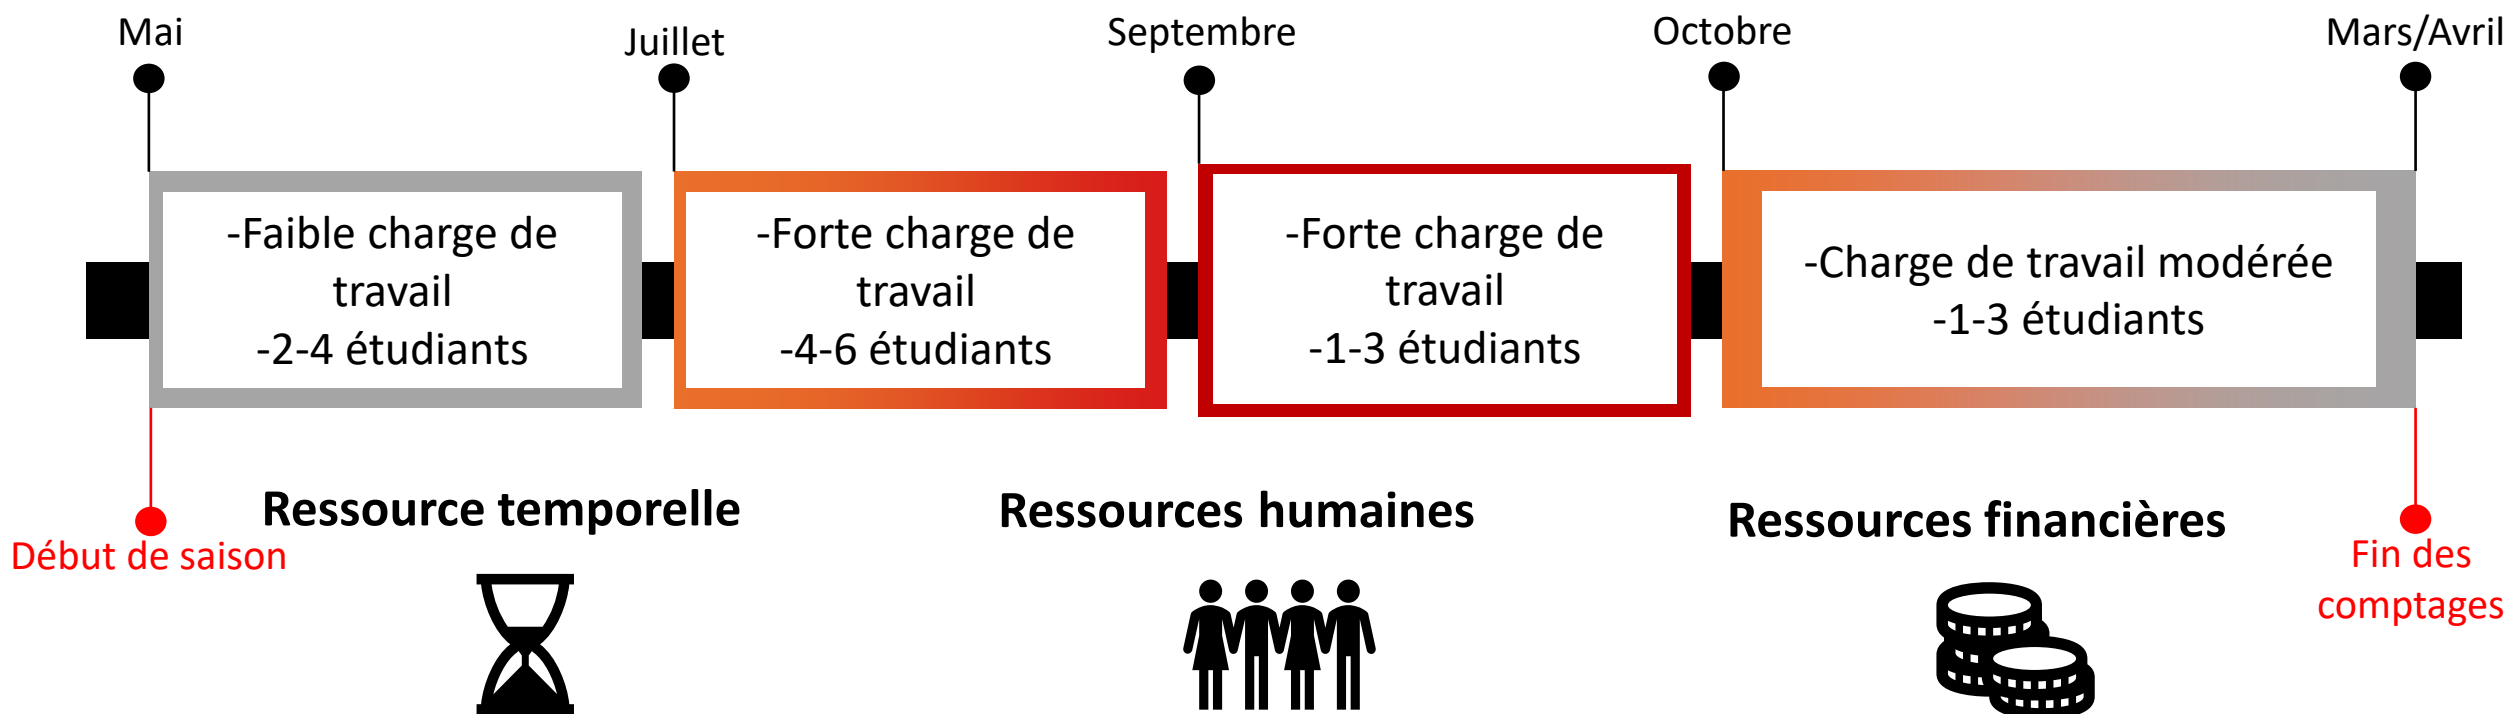 Mai
Juillet
Septembre
Octobre
Mars/Avril
-Faible charge de
travail
-2-4 étudiants
-Forte charge de
travail
-4-6 étudiants
-Forte charge de
travail
-1-3 étudiants
-Charge de travail modérée
-1-3 étudiants
Début de saison
Ressource temporelle
Ressources humaines
Ressources financières
Fin des
comptages